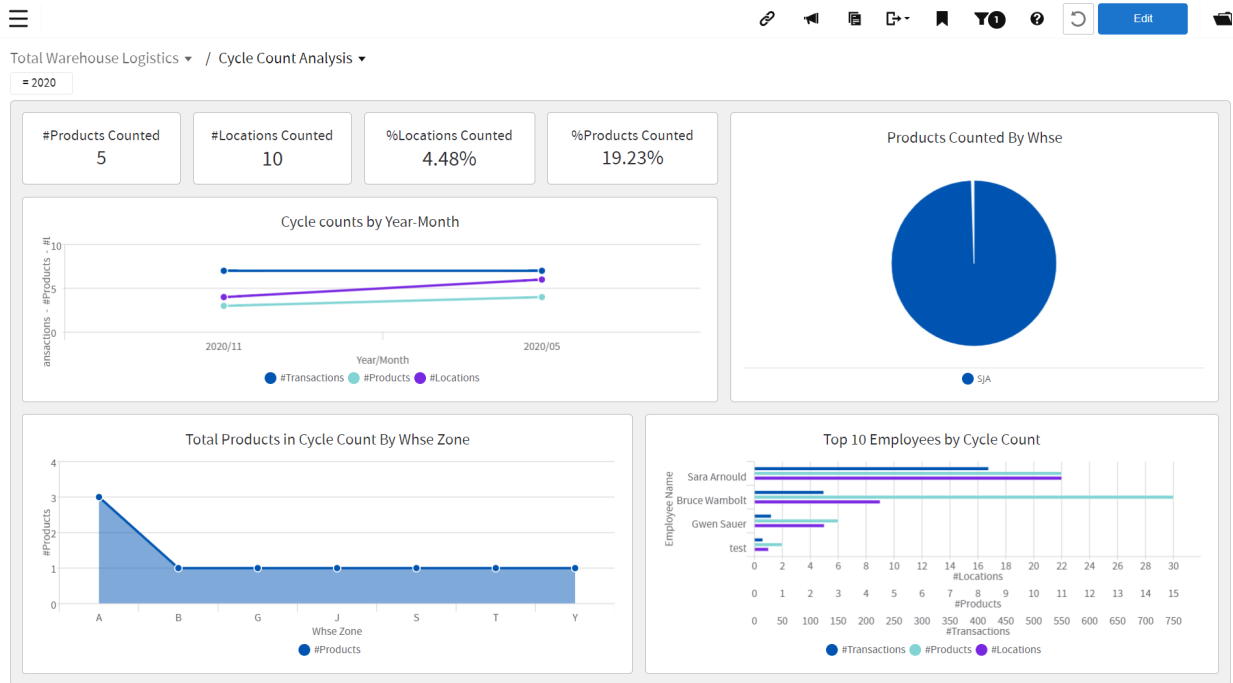 1
Edit
Total Warehouse Logistics / Cycle Count Analysis
= 2020
#Products Counted
5
#Locations Counted
10
%Locations Counted
4.48%
%Products Counted
19.23%
Products Counted By Whse
SJA
Cycle counts by Year-Month
ansactions - #Products - #l
10
5
0
2020/11 2020/05
Year/Month
#Transactions #Products #Locations
Total Products in Cycle Count By Whse Zone
#Products
4
3
2
1
0
A B G J S T Y
Whse Zone
#Products
Top 10 Employees by Cycle Count
Employee Name
Sara Arnould
Bruce Wambolt
Gwen Sauer
test
0 2 4 6 8 10 12 14 16 18 20 22 24 26 28 30
#Locations
0 1 2 3 4 5 6 7 8 9 10 11 12 13 14 15
#Products
0 50 100 150 200 250 300 350 400 450 500 550 600 650 700 750
#Transactions
#Transactions #Products #Locations